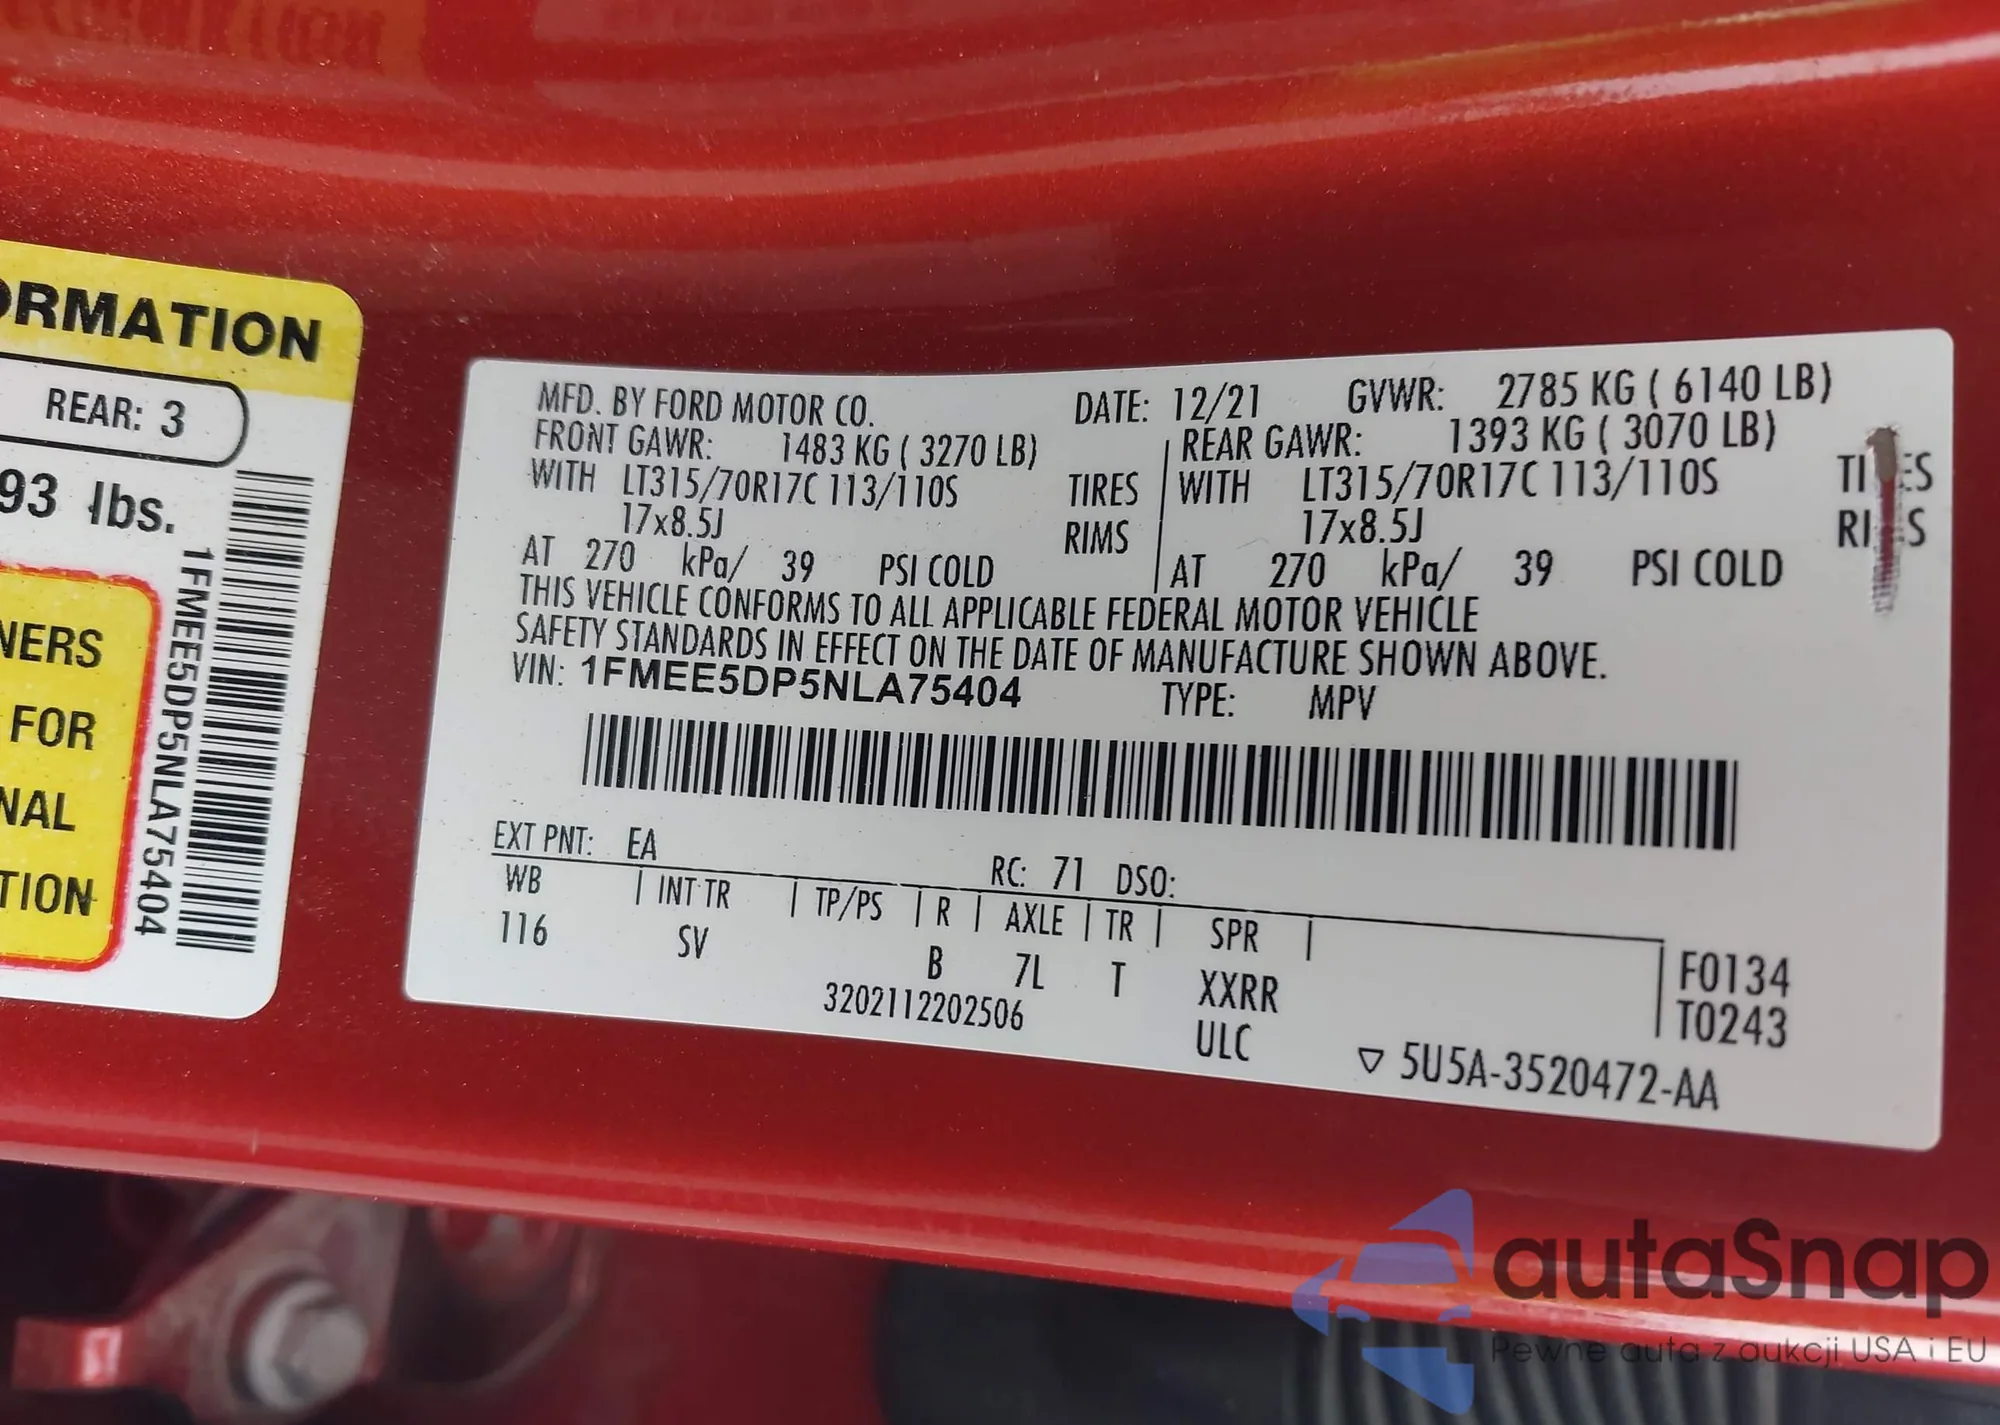 ORMATION
REAR: 3
93 lbs.
NERS
FOR
NAL
TION
1FMEE5DP5NLA75404
MFD. BY FORD MOTOR CO. DATE: 12/21 GVWR: 2785 KG ( 6140 LB)
FRONT GAWR: 1483 KG ( 3270 LB) REAR GAWR: 1393 KG ( 3070 LB)
WITH LT315/70R17C 113/110S TIRES WITH LT315/70R17C 113/110S TIRES
17x8.5J RIMS 17x8.5J RIMS
AT 270 kPa/ 39 PSI COLD AT 270 kPa/ 39 PSI COLD
THIS VEHICLE CONFORMS TO ALL APPLICABLE FEDERAL MOTOR VEHICLE
SAFETY STANDARDS IN EFFECT ON THE DATE OF MANUFACTURE SHOWN ABOVE.
VIN: 1FMEE5DP5NLA75404 TYPE: MPV
EXT PNT: EA RC: 71 DSO:
WB INT TR TP/PS R AXLE TR SPR
116 SV B 7L T XXRR F0134
3202112202506 ULC T0243
5U5A-3520472-AA
autaSnap
Pewne auta z aukcji USA i EU